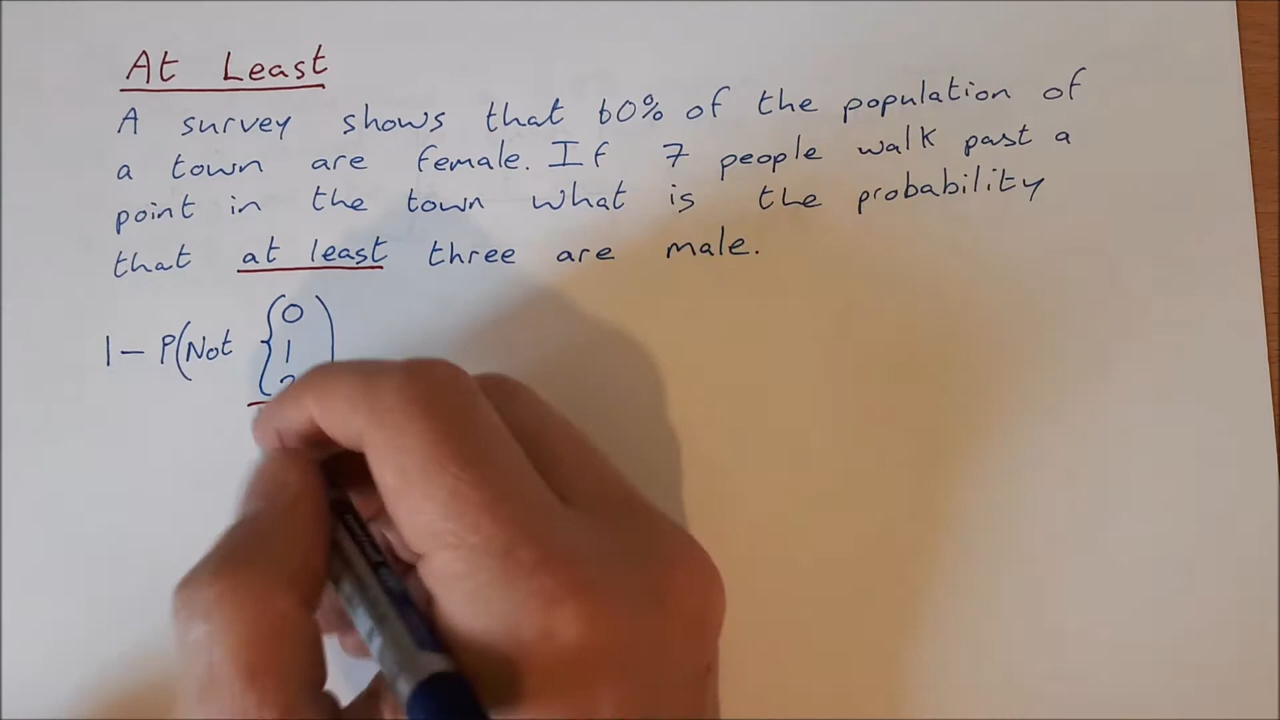 At Least
A survey shows that 60% of the population of
a town are female. If 7 people walk past a
point in the town what is the probability
that at least three are male.
0
1 – P(Not { 1 )